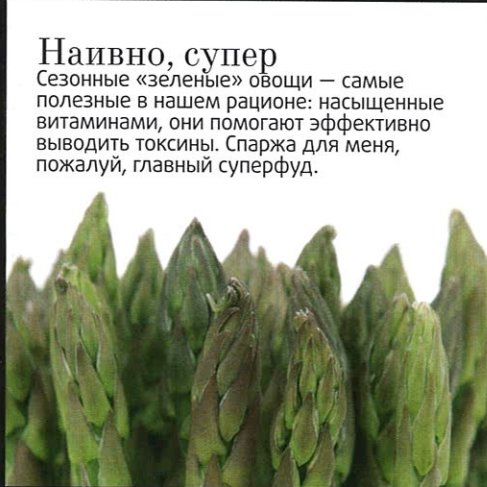 Наивно, супер
Сезонные «зеленые» овощи — самые
полезные в нашем рационе: насыщенные
витаминами, они помогают эффективно
выводить токсины. Спаржа для меня,
пожалуй, главный суперфуд.